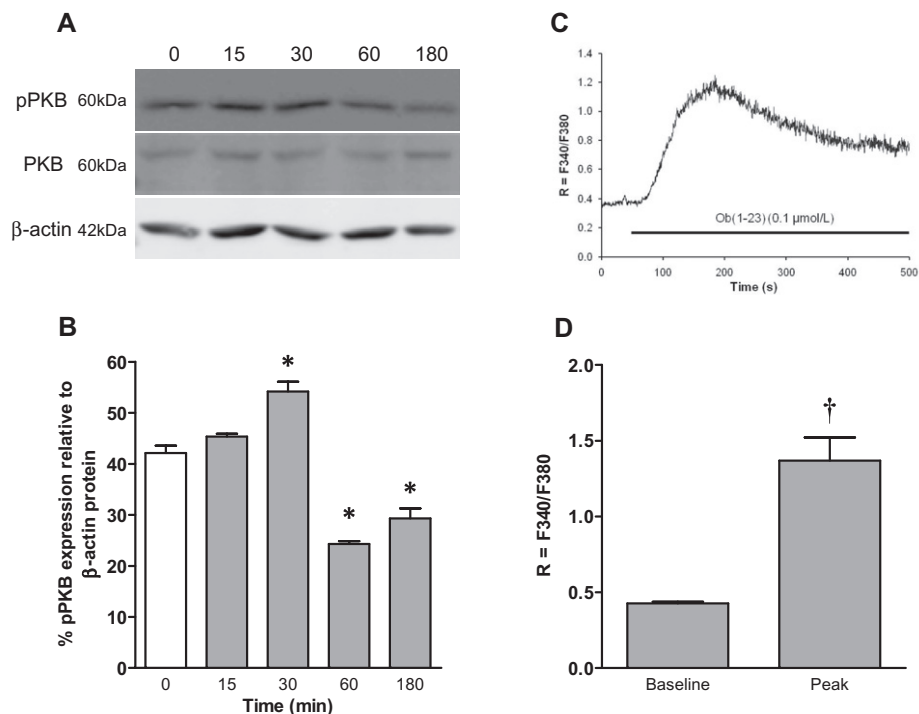 A
0 15 30 60 180
pPKB 60kDa
PKB 60kDa
β-actin 42kDa
B
% pPKB expression relative to
β-actin protein
60
50
40
30
20
10
0
*
*
*
0 15 30 60 180
Time (min)
C
R = F340/F380
1.4
1.2
1.0
0.8
0.6
0.4
0.2
0.0
Ob(1-23) (0.1 µmol/L)
0 100 200 300 400 500
Time (s)
D
R = F340/F380
2.0
1.5
1.0
0.5
0.0
†
Baseline Peak